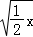 √(1/2 x)